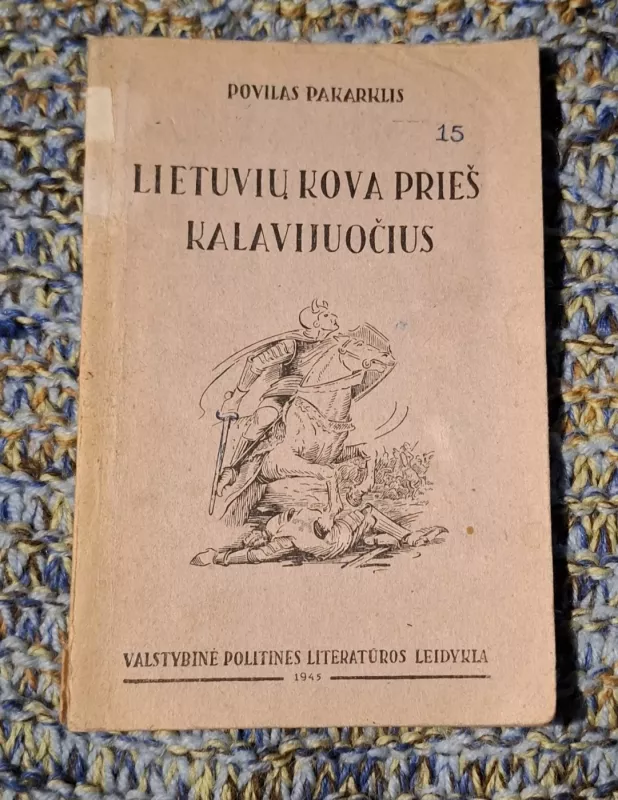 POVILAS PAKARKLIS
15
LIETUVIŲ KOVA PRIEŠ
KALAVIJUOČIUS
VALSTYBINĖ POLITINĖS LITERATŪROS LEIDYKLA
1945